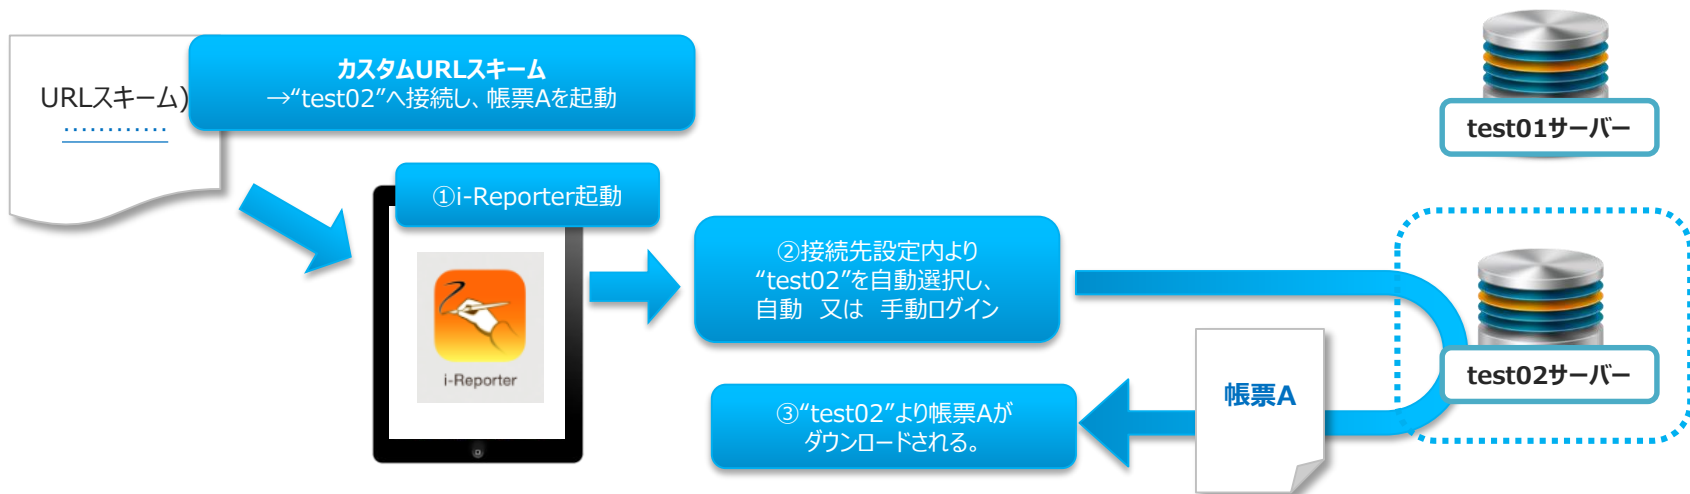 URLスキーム)
…………
カスタムURLスキーム
→“test02”へ接続し、帳票Aを起動
test01サーバー
①i-Reporter起動
i-Reporter
②接続先設定内より
“test02”を自動選択し、
自動　又は　手動ログイン
test02サーバー
帳票A
③“test02”より帳票Aが
ダウンロードされる。